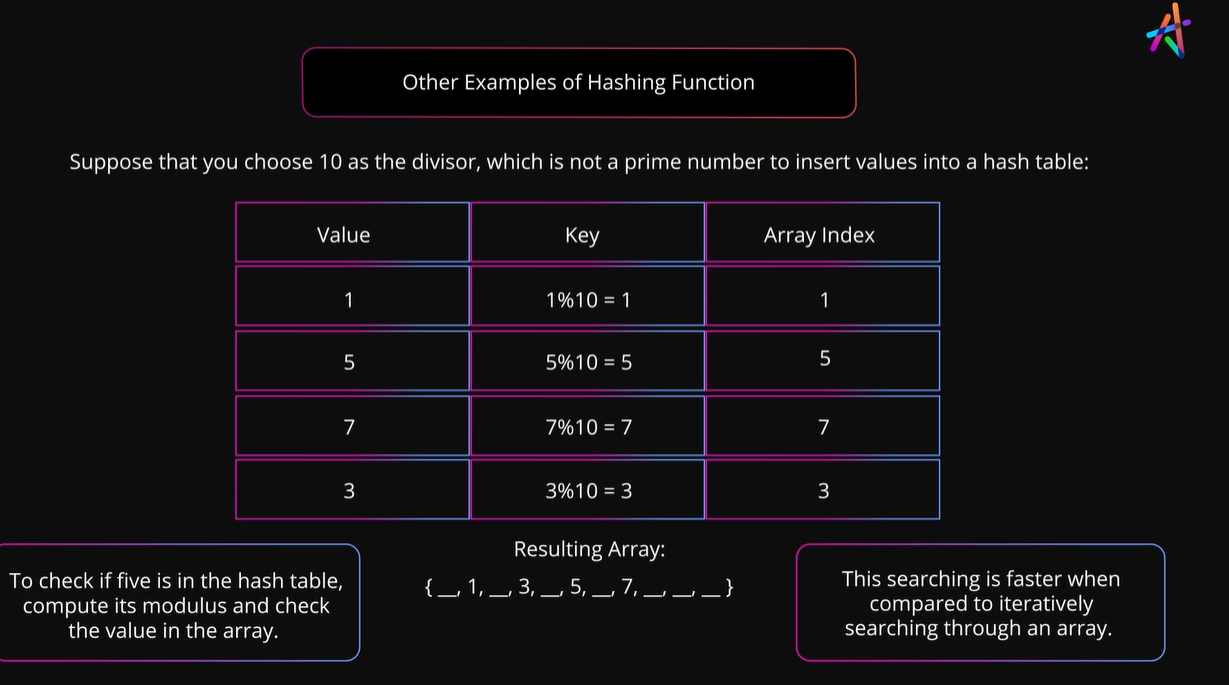 Other Examples of Hashing Function
Suppose that you choose 10 as the divisor, which is not a prime number to insert values into a hash table:
Value Key Array Index
1 1%10 = 1 1
5 5%10 = 5 5
7 7%10 = 7 7
3 3%10 = 3 3
Resulting Array:
{ __, 1, __, 3, __, 5, __, 7, __, __, __ }
To check if five is in the hash table,
compute its modulus and check
the value in the array.
This searching is faster when
compared to iteratively
searching through an array.